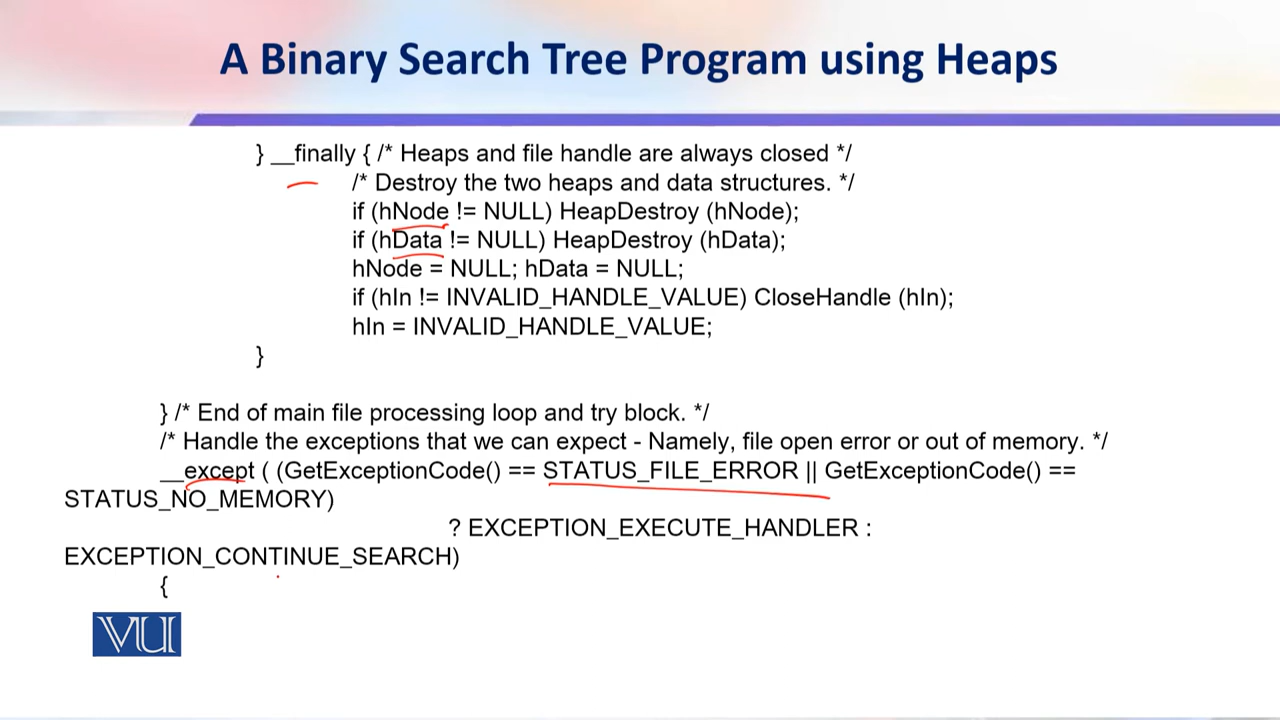 A Binary Search Tree Program using Heaps
} __finally { /* Heaps and file handle are always closed */
/* Destroy the two heaps and data structures. */
if (hNode != NULL) HeapDestroy (hNode);
if (hData != NULL) HeapDestroy (hData);
hNode = NULL; hData = NULL;
if (hIn != INVALID_HANDLE_VALUE) CloseHandle (hIn);
hIn = INVALID_HANDLE_VALUE;
}
} /* End of main file processing loop and try block. */
/* Handle the exceptions that we can expect - Namely, file open error or out of memory. */
__except ( (GetExceptionCode() == STATUS_FILE_ERROR || GetExceptionCode() ==
STATUS_NO_MEMORY)
? EXCEPTION_EXECUTE_HANDLER :
EXCEPTION_CONTINUE_SEARCH)
{
VU